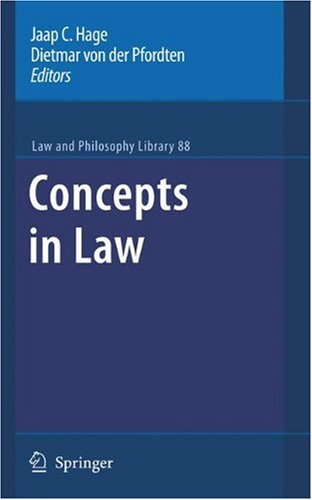 Jaap C. Hage
Dietmar von der Pfordten
Editors
Law and Philosophy Library 88
Concepts
in Law
Springer